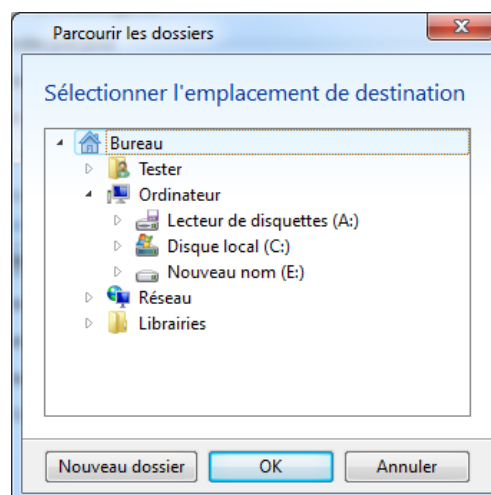 Parcourir les dossiers
Sélectionner l'emplacement de destination
Bureau
Tester
Ordinateur
Lecteur de disquettes (A:)
Disque local (C:)
Nouveau nom (E:)
Réseau
Librairies
Nouveau dossier OK Annuler